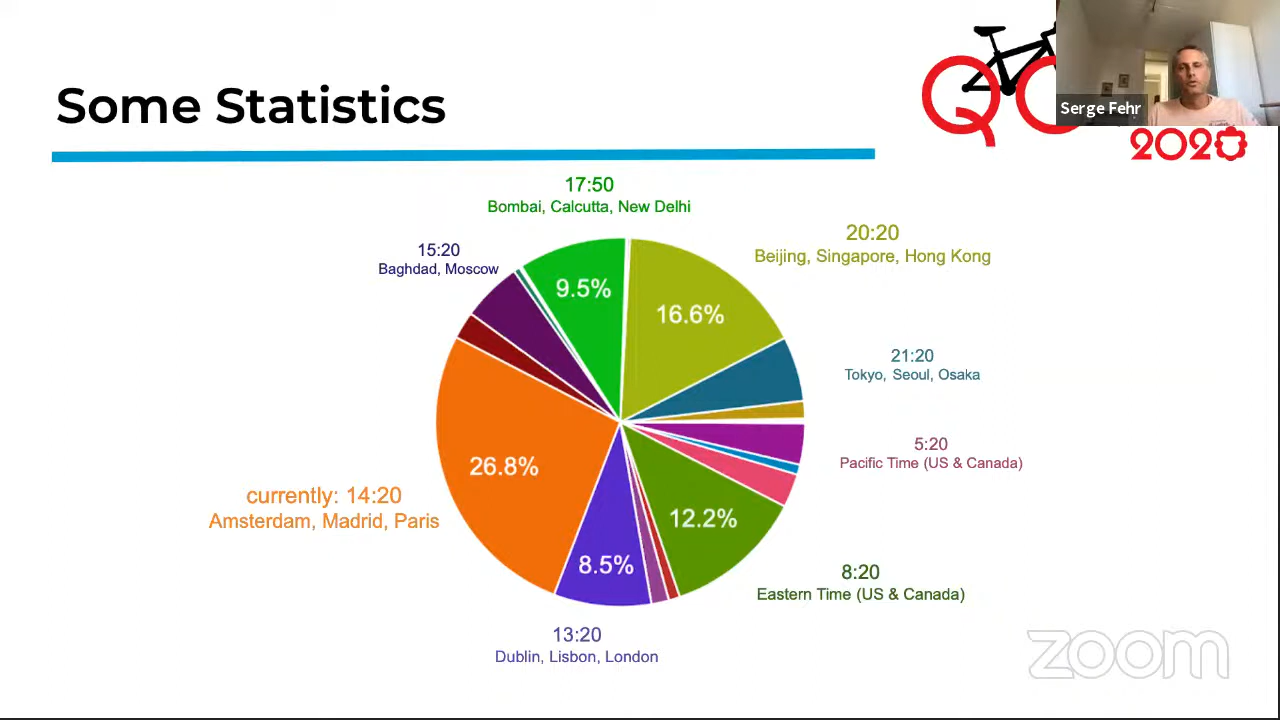 Serge Fehr
2020
Some Statistics
17:50
Bombai, Calcutta, New Delhi
20:20
Beijing, Singapore, Hong Kong
15:20
Baghdad, Moscow
9.5%
16.6%
21:20
Tokyo, Seoul, Osaka
5:20
Pacific Time (US & Canada)
26.8%
currently: 14:20
Amsterdam, Madrid, Paris
12.2%
8.5%
8:20
Eastern Time (US & Canada)
13:20
Dublin, Lisbon, London
zoom